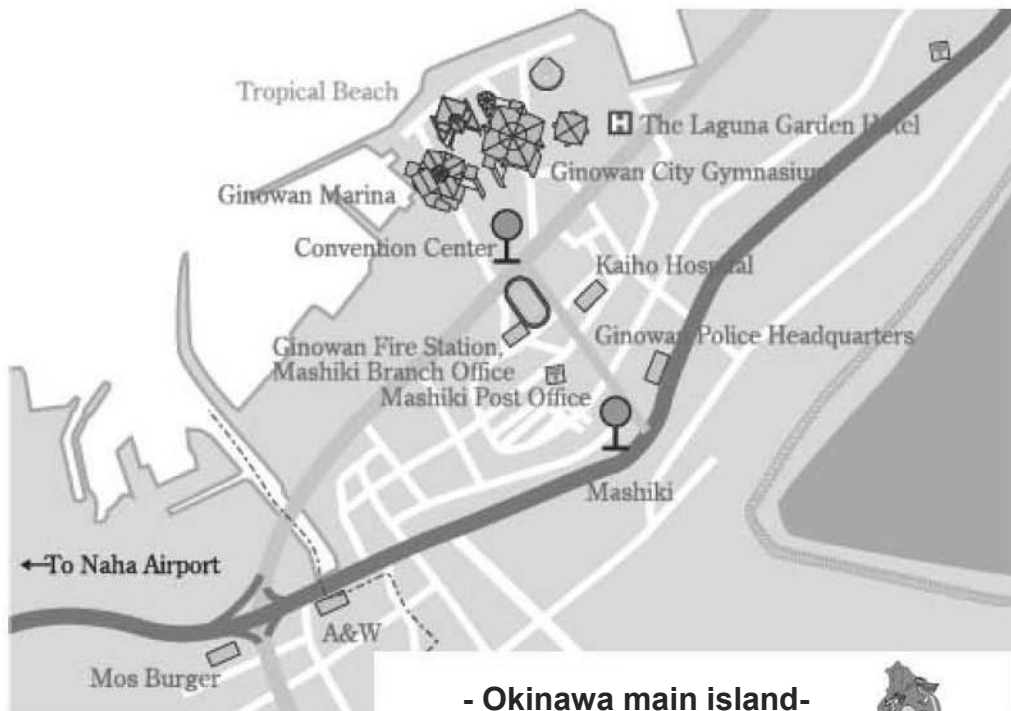 Tropical Beach
The Laguna Garden Hotel
Ginowan City Gymnasium
Ginowan Marina
Convention Center
Kaiho Hospital
Ginowan Police Headquarters
Ginowan Fire Station,
Mashiki Branch Office
Mashiki Post Office
Mashiki
←To Naha Airport
A&W
Mos Burger
- Okinawa main island-